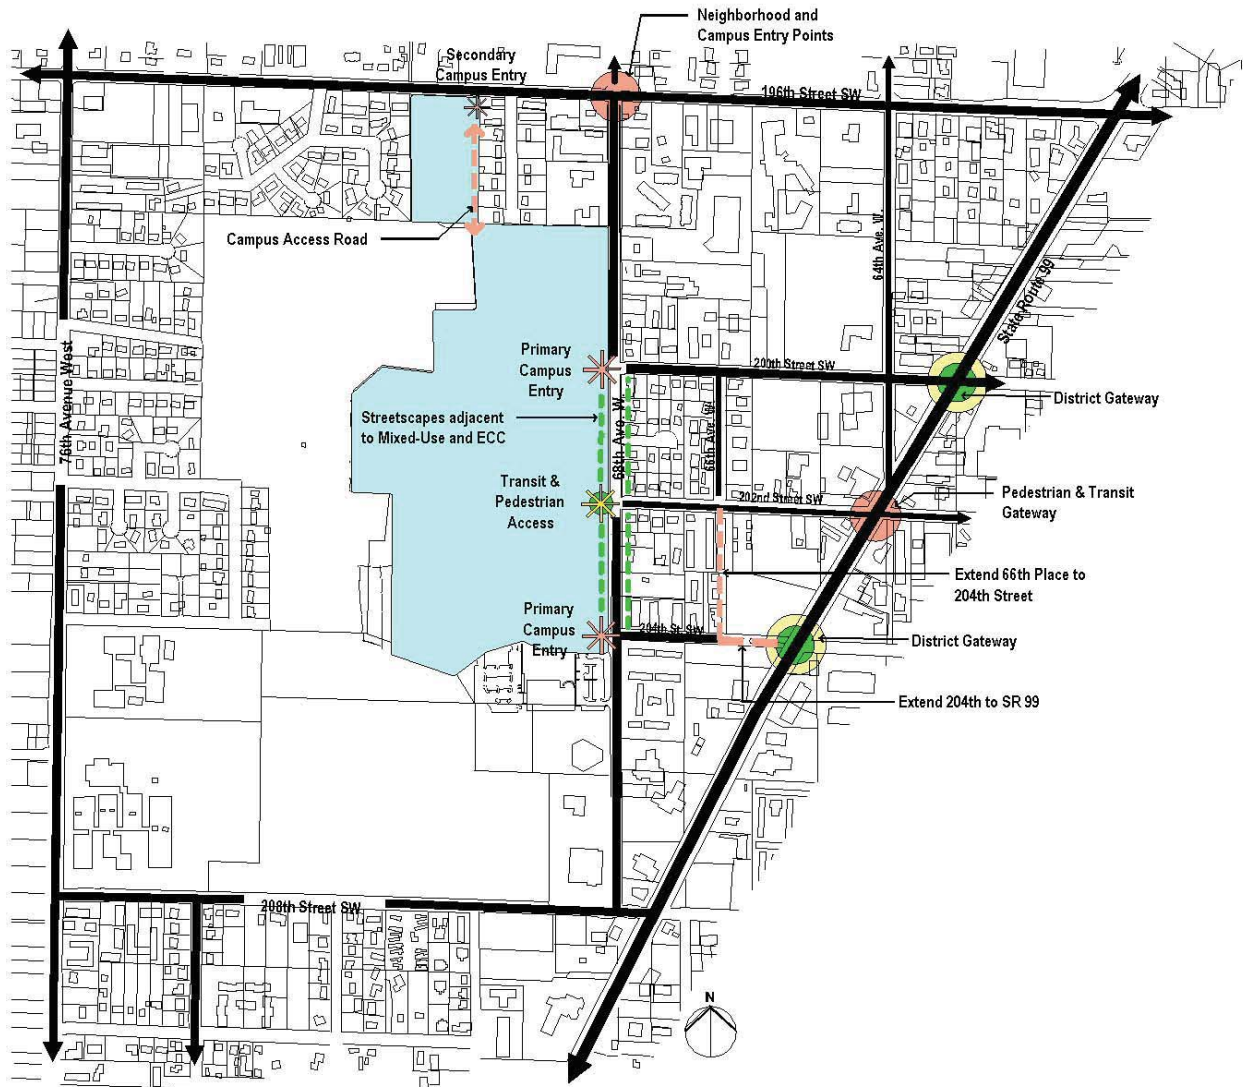 Neighborhood and
Campus Entry Points
Secondary
Campus Entry
196th Street SW
Campus Access Road
64th Ave. W.
State Route 99
76th Avenue West
Primary
Campus
Entry
200th Street SW
District Gateway
Streetscapes adjacent
to Mixed-Use and ECC
68th Ave. W.
66th Ave. W.
Transit &
Pedestrian
Access
202nd Street SW
Pedestrian & Transit
Gateway
Extend 66th Place to
204th Street
Primary
Campus
Entry
204th St. SW
District Gateway
Extend 204th to SR 99
208th Street SW
N